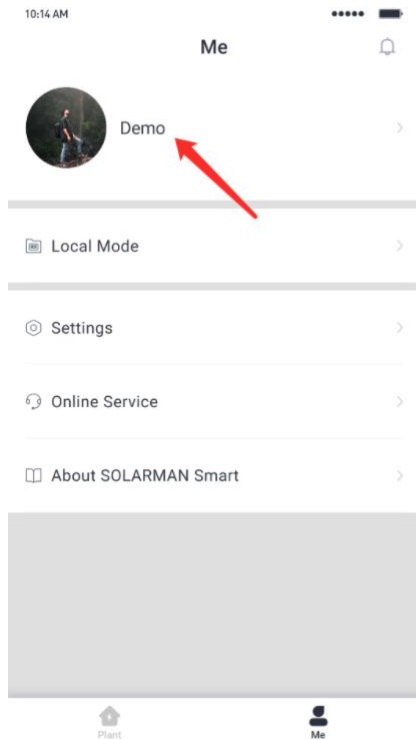 10:14 AM
Me
Demo
Local Mode
Settings
Online Service
About SOLARMAN Smart
Plant
Me